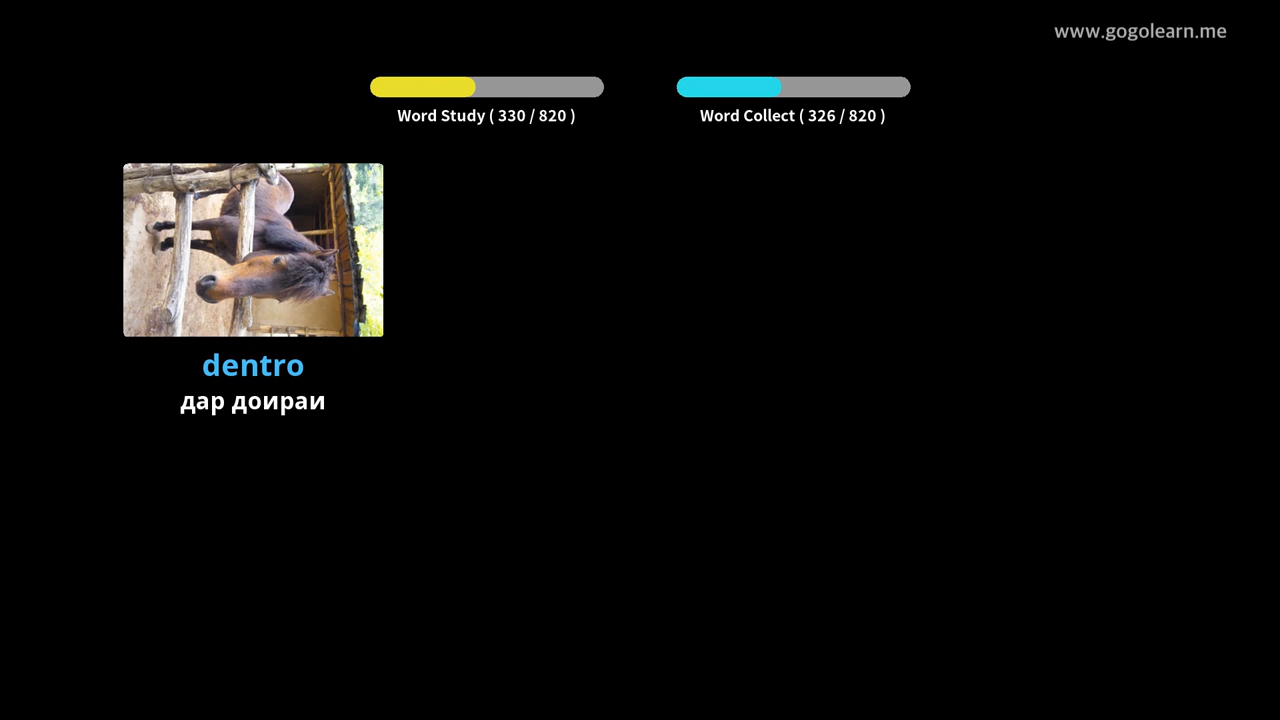 www.gogolearn.me
Word Study ( 330 / 820 )
Word Collect ( 326 / 820 )
dentro
дар доираи